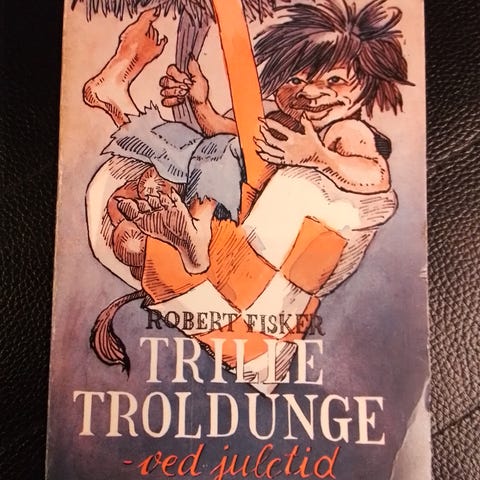 ROBERT FISKER
TRILLE
TROLDUNGE
-ved juletid